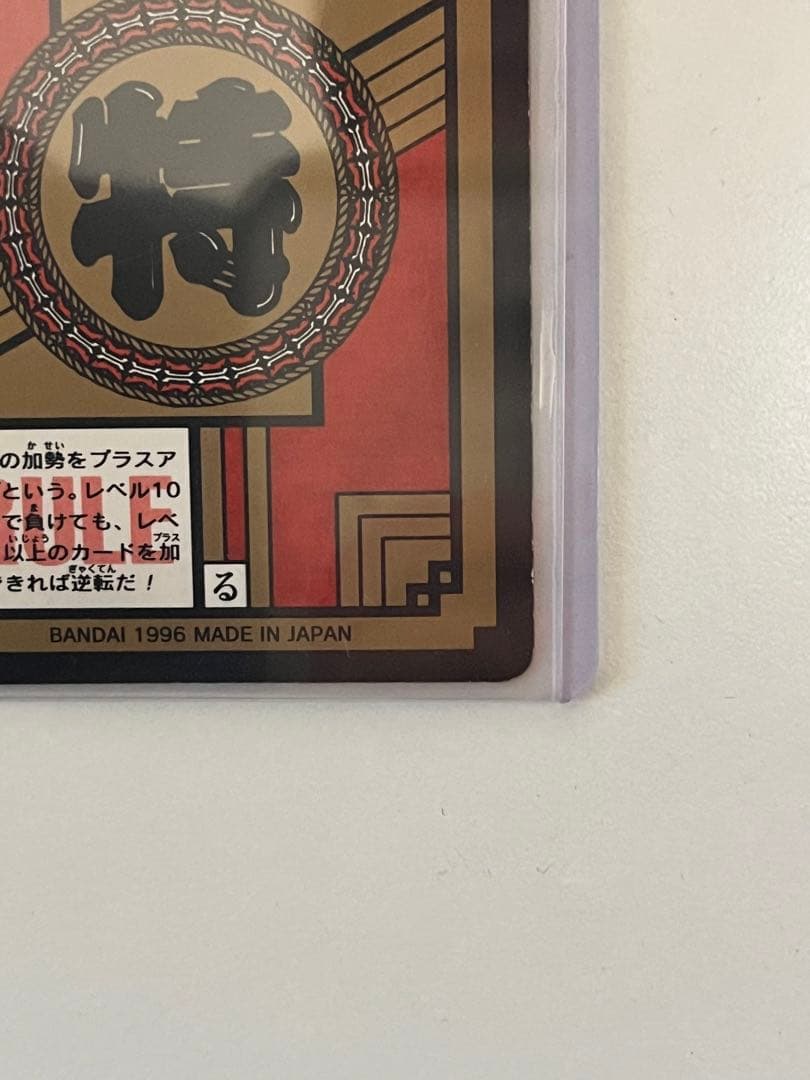 特
の加勢をプラスア
という。レベル10
で負けても、レベ
以上のカードを加
きれば逆転だ！
RULE
る
BANDAI 1996 MADE IN JAPAN